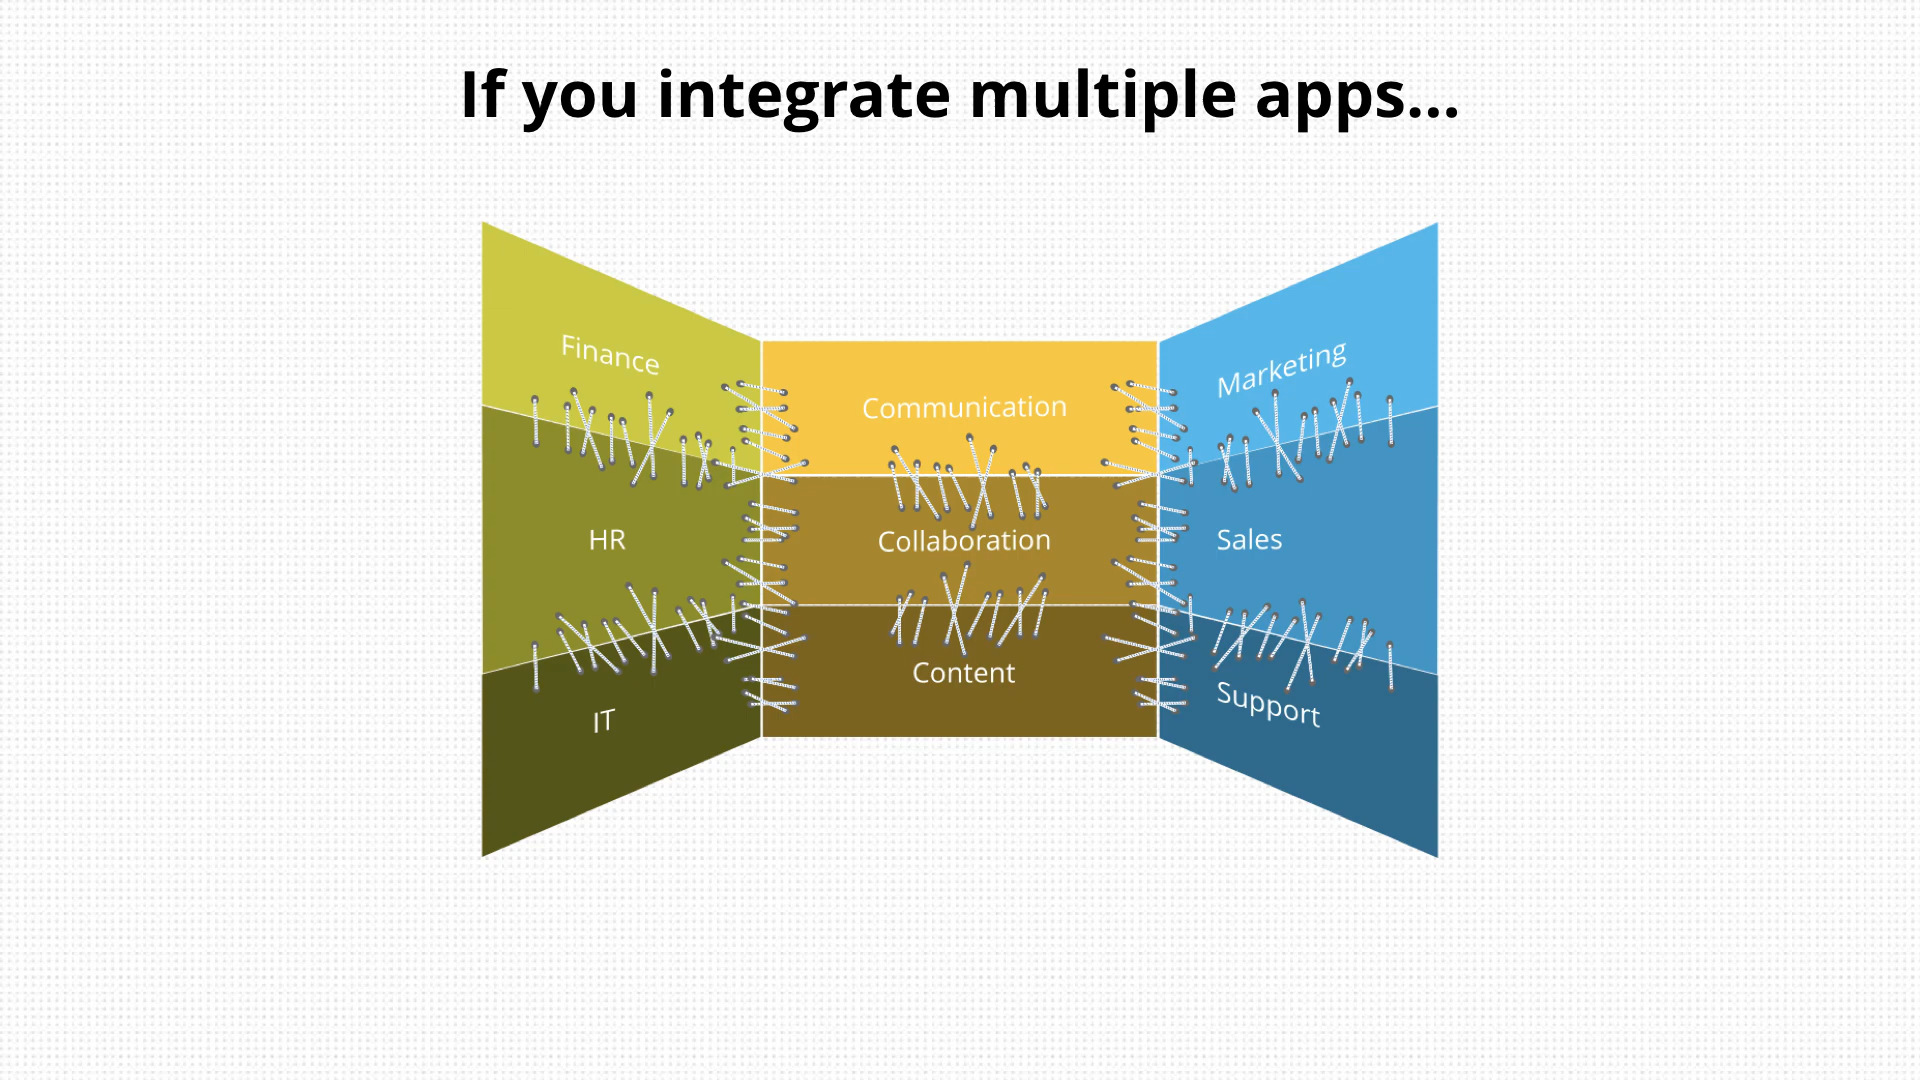 If you integrate multiple apps...
Finance
HR
IT
Communication
Collaboration
Content
Marketing
Sales
Support